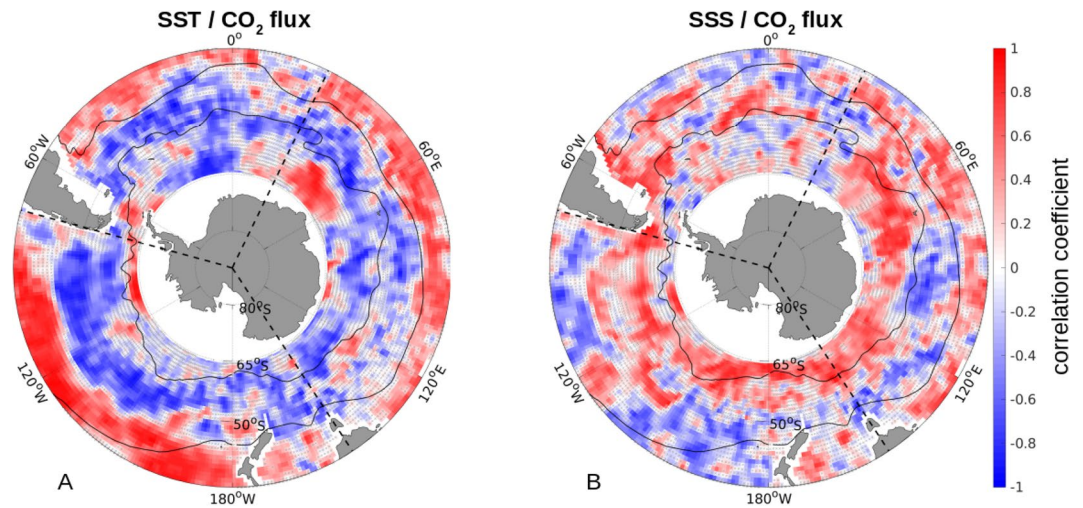 SST / CO₂ flux
0°
60°W
60°E
80°S
65°S
120°W
120°E
50°S
A
180°W
SSS / CO₂ flux
0°
60°W
60°E
80°S
65°S
120°W
120°E
50°S
B
180°W
1
0.8
0.6
0.4
0.2
0
-0.2
-0.4
-0.6
-0.8
-1
correlation coefficient